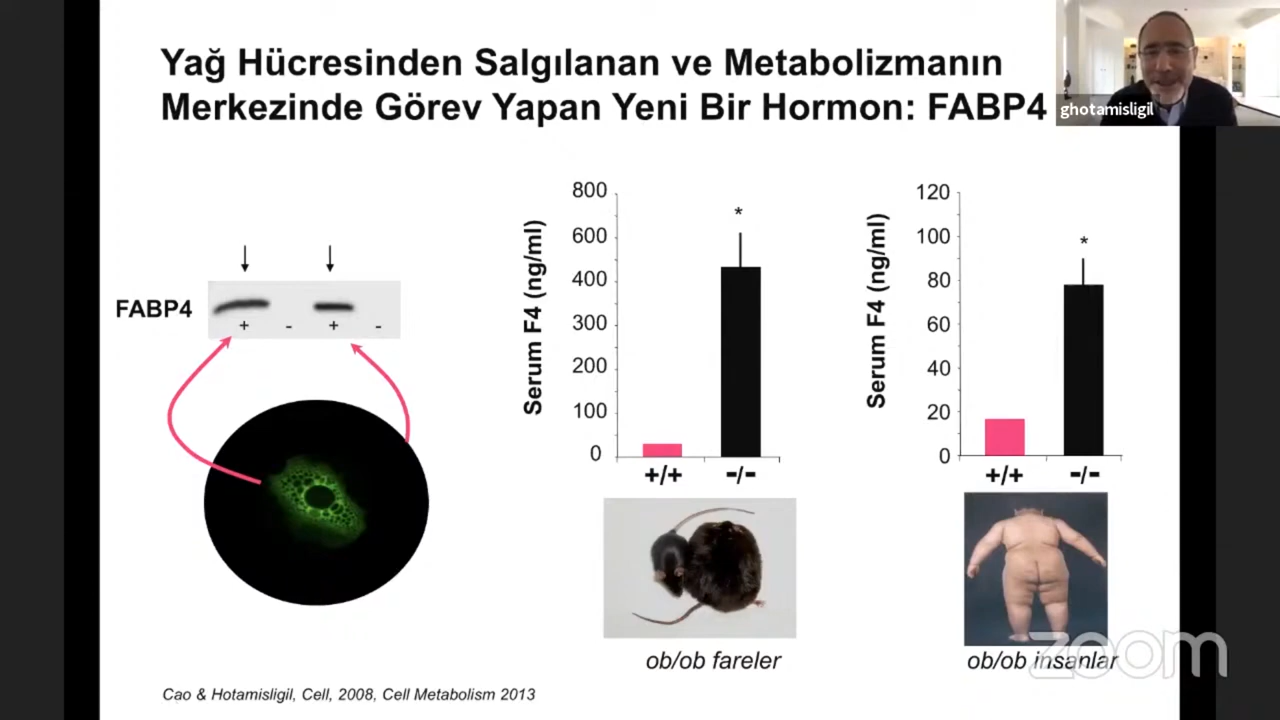 Yağ Hücresinden Salgılanan ve Metabolizmanın
Merkezinde Görev Yapan Yeni Bir Hormon: FABP4
ghotamisligil
FABP4
+ - + -
Serum F4 (ng/ml)
800
600
400
300
200
100
0
*
+/+ -/-
ob/ob fareler
Serum F4 (ng/ml)
120
100
80
60
40
20
0
*
+/+ -/-
ob/ob insanlar
zoom
Cao & Hotamisligil, Cell, 2008, Cell Metabolism 2013